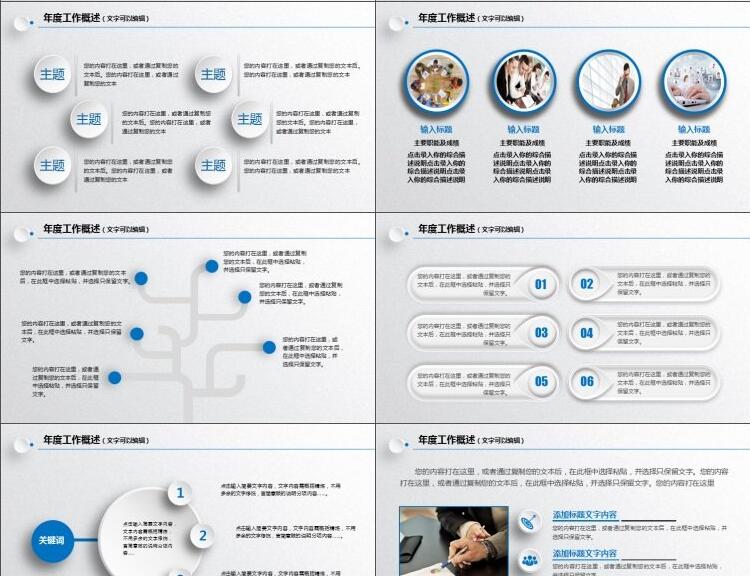 年度工作概述（文字可以编辑）
主题
您的内容打在这里，或者通过复制您的
文本后。您的内容打在这里，或者通过
复制您的文本
主题
您的内容打在这里，或者通过复制您的文本后。
您的内容打在这里，或者通过复制您的文本
主题
您的内容打在这里，或者通过复制您
的文本后。您的内容打在这里，或
者通过复制您的文本
主题
您的内容打在这里，或者通过复制您
的文本后。您的内容打在这里，或
者通过复制您的文本
主题
您的内容打在这里，或者通过复制您的
文本后。您的内容打在这里，或者
通过复制您的文本
主题
您的内容打在这里，或者通过复制您的文本后。
您的内容打在这里，或者通过复制您的文本
年度工作概述（文字可以编辑）
输入标题
主要职能及成绩
点击录入你的综合描
述说明点击录入你的
综合描述说明点击录
入你的综合描述说明
输入标题
主要职能及成绩
点击录入你的综合描
述说明点击录入你的
综合描述说明点击录
入你的综合描述说明
输入标题
主要职能及成绩
点击录入你的综合描
述说明点击录入你的
综合描述说明点击录
入你的综合描述说明
输入标题
主要职能及成绩
点击录入你的综合描
述说明点击录入你的
综合描述说明点击录
入你的综合描述说明
年度工作概述（文字可以编辑）
您的内容打在这里，或者通过复制您的文本
后，在此框中选择粘贴，并选择只保留文字。
您的内容打在这里，或者通过复制
您的文本后，在此框中选择粘贴，
并选择只保留文字。
您的内容打在这里，或者通过复制您的文
本后，在此框中选择粘贴，并选择只保留
文字。
您的内容打在这里，或者通过复制您的文
本后，在此框中选择粘贴，并选择只保留
文字。
您的内容打在这里，或
者通过复制您的文本后，
在此框中选择粘贴，并
选择只保留文字。
您的内容打在这里，或者通
过复制您的文本后，在此框
中选择粘贴，并选择只保留
文字。
年度工作概述（文字可以编辑）
您的内容打在这里，或者通过复制您的
文本后，在此框中选择粘贴，并选择只
保留文字。
01
02
您的内容打在这里，或者通过复制您的
文本后，在此框中选择粘贴，并选择只
保留文字。
您的内容打在这里，或者通过复制您的
文本后，在此框中选择粘贴，并选择只
保留文字。
03
04
您的内容打在这里，或者通过复制您的
文本后，在此框中选择粘贴，并选择只
保留文字。
您的内容打在这里，或者通过复制您的
文本后，在此框中选择粘贴，并选择只
保留文字。
05
06
您的内容打在这里，或者通过复制您的
文本后，在此框中选择粘贴，并选择只
保留文字。
年度工作概述（文字可以编辑）
关键词
点击输入简要文字内容，
文字内容需概括精炼，
不用多余的文字修饰，
言简意赅的说明分项内
容……
1
点击输入简要文字内容，文字内容需概括精炼，不用
多余的文字修饰，言简意赅的说明分项内容……。
2
点击输入简要文字内容，文字内容需概括精炼，不用
多余的文字修饰，言简意赅的说明分项内容……。
点击输入简要文字内容，文字内容需概括精炼，不用
年度工作概述（文字可以编辑）
您的内容打在这里，或者通过复制您的文本后，在此框中选择粘贴，并选择只保留文字。您的内容
打在这里，或者通过复制您的文本后，在此框中选择粘贴，并选择只保留文字。您的内容打在这里
添加标题文字内容
您的内容打在这里，或者通过复制您的文本后，在此框
中选择粘贴，并选择只保留文字。
添加标题文字内容
您的内容打在这里，或者通过复制您的文本后，在此框